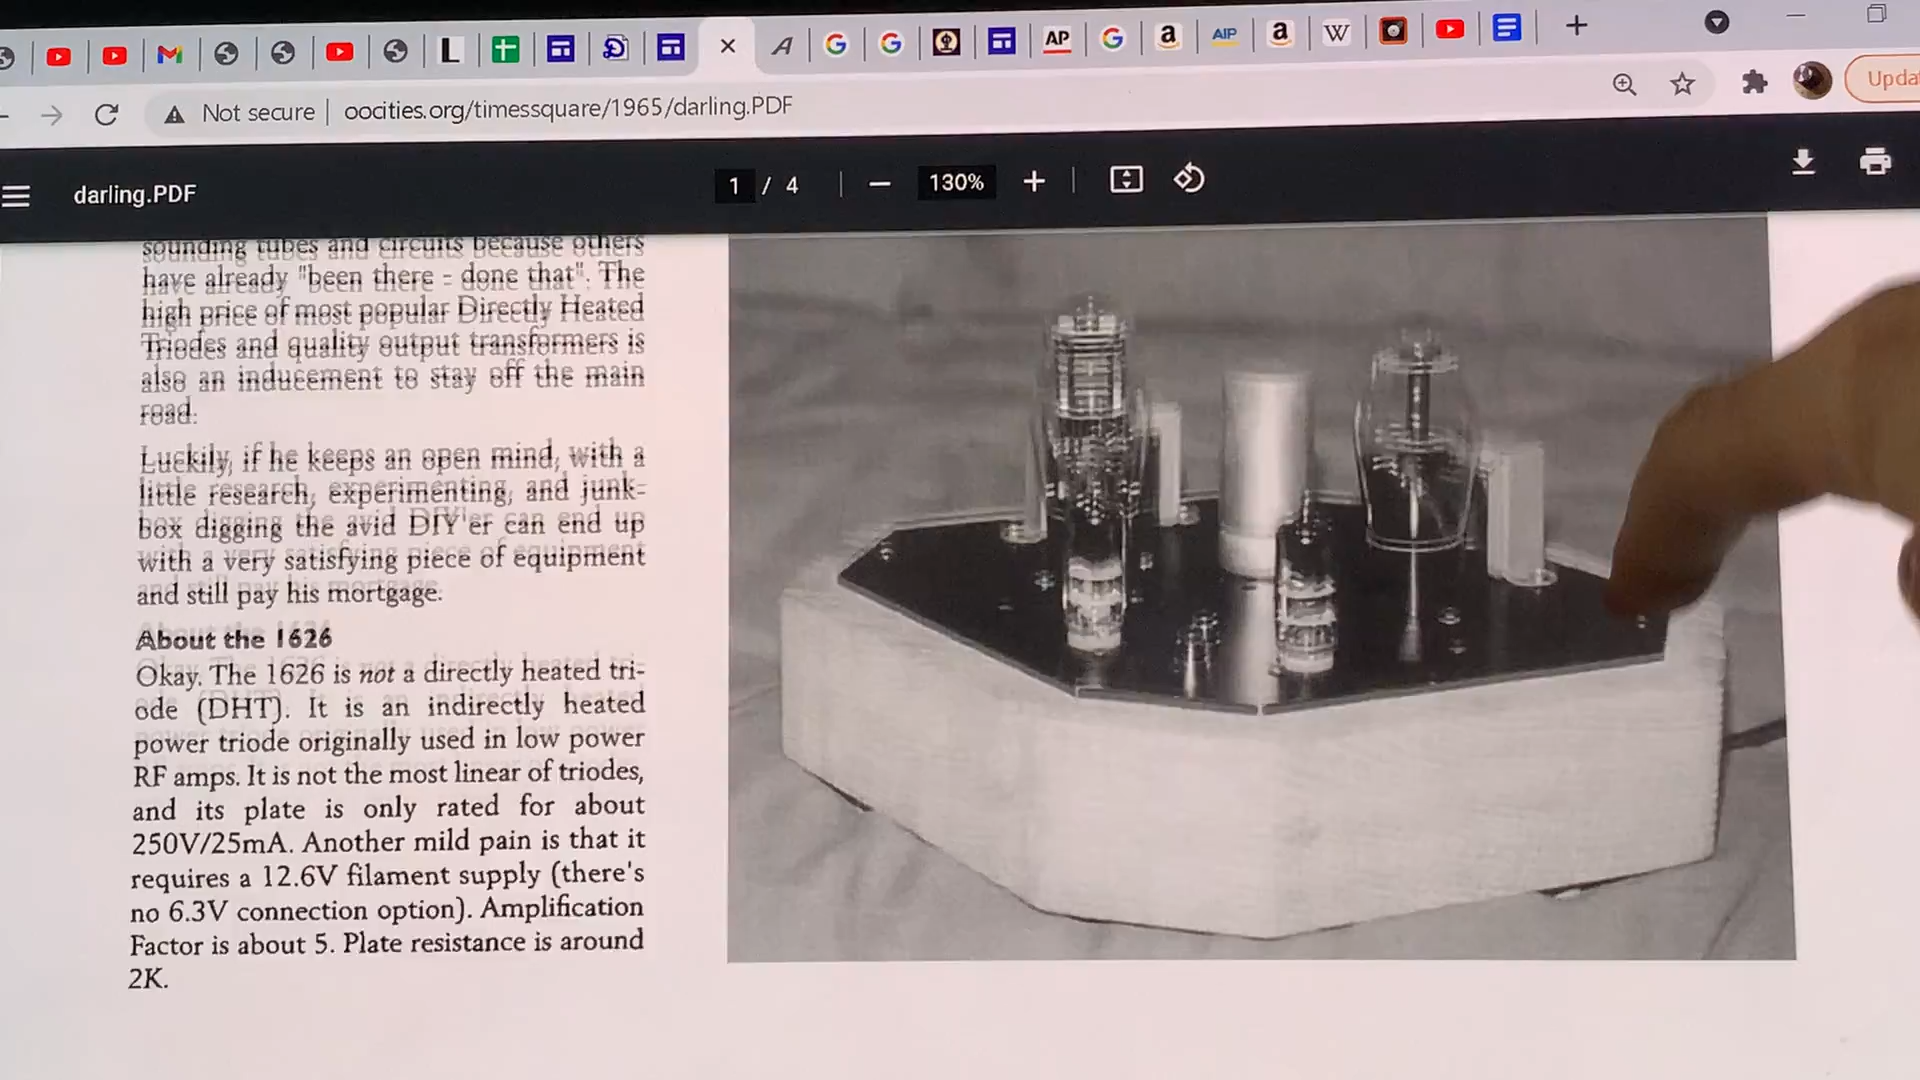 L
A
G
G
AP
G
a
AIP
a
W
Not secure
oocities.org/timessquare/1965/darling.PDF
Upda
darling.PDF
1 / 4
130%
sounding tubes and circuits because others
have already "been there - done that". The
high price of most popular Directly Heated
Triodes and quality output transformers is
also an inducement to stay off the main
road.
Luckily, if he keeps an open mind, with a
little research, experimenting, and junk-
box digging the avid DIY'er can end up
with a very satisfying piece of equipment
and still pay his mortgage.
About the 1626
Okay. The 1626 is not a directly heated tri-
ode (DHT). It is an indirectly heated
power triode originally used in low power
RF amps. It is not the most linear of triodes,
and its plate is only rated for about
250V/25mA. Another mild pain is that it
requires a 12.6V filament supply (there's
no 6.3V connection option). Amplification
Factor is about 5. Plate resistance is around
2K.